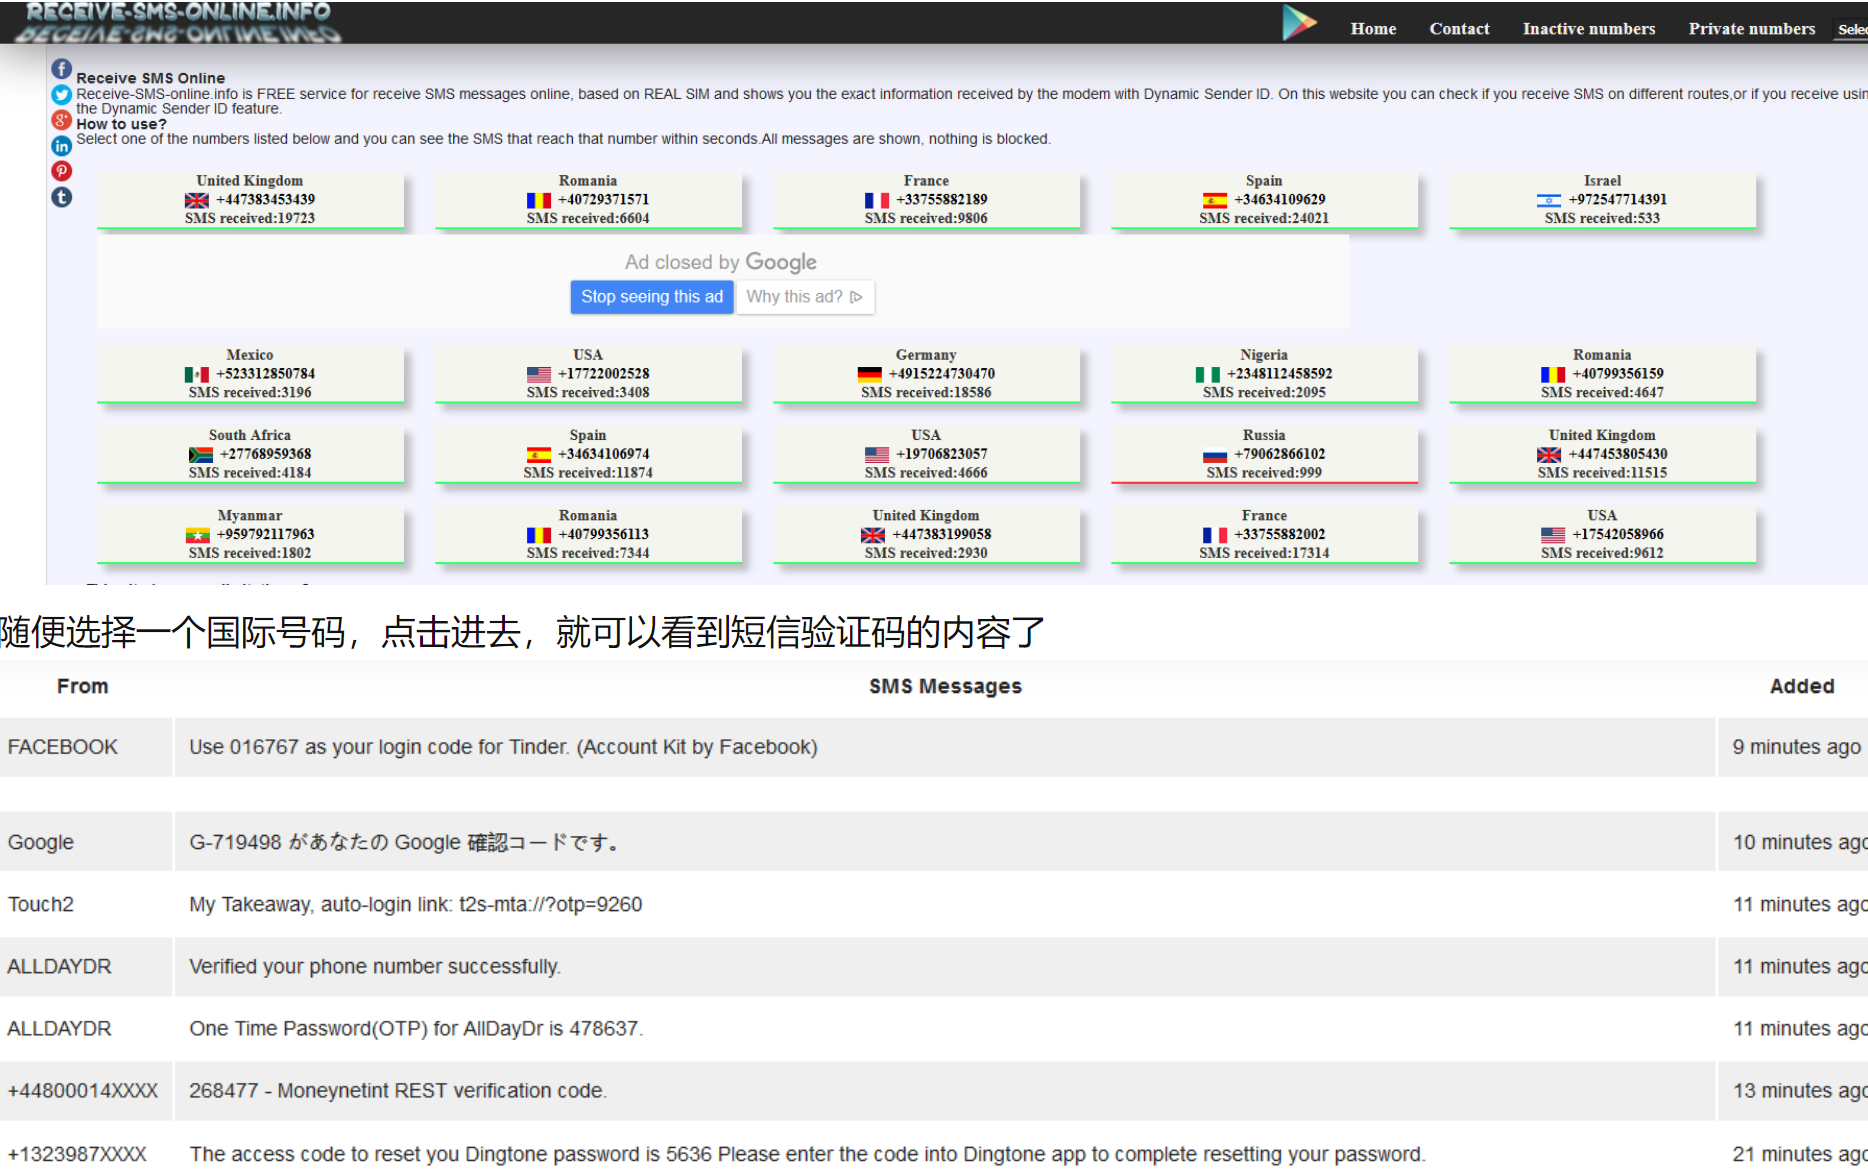 RECEIVE-SMS-ONLINE.INFO
Home Contact Inactive numbers Private numbers
Receive SMS Online
Receive-SMS-online.info is FREE service for receive SMS messages online, based on REAL SIM and shows you the exact information received by the modem with Dynamic Sender ID. On this website you can check if you receive SMS on different routes,or if you receive
the Dynamic Sender ID feature.
How to use?
Select one of the numbers listed below and you can see the SMS that reach that number within seconds.All messages are shown, nothing is blocked.
United Kingdom Romania France Spain Israel
+447383453439 +40729371571 +33755882189 +34634109629 +972547714391
SMS received:19723 SMS received:6604 SMS received:9806 SMS received:24021 SMS received:533
Ad closed by Google
Stop seeing this ad Why this ad?
Mexico USA Germany Nigeria Romania
+523312850784 +17722002528 +4915224730470 +2348112458592 +40799356159
SMS received:3196 SMS received:3408 SMS received:18586 SMS received:2095 SMS received:4647
South Africa Spain USA Russia United Kingdom
+27768959368 +34634106974 +19706823057 +79062866102 +447453805430
SMS received:4184 SMS received:11874 SMS received:4666 SMS received:999 SMS received:11515
Myanmar Romania United Kingdom France USA
+959792117963 +40799356113 +447383199058 +33755882002 +17542058966
SMS received:1802 SMS received:7344 SMS received:2930 SMS received:17314 SMS received:9612
随便选择一个国际号码，点击进去，就可以看到短信验证码的内容了
From SMS Messages Added
FACEBOOK Use 016767 as your login code for Tinder. (Account Kit by Facebook) 9 minutes ago
Google G-719498 があなたの Google 確認コードです。 10 minutes ago
Touch2 My Takeaway, auto-login link: t2s-mta://?otp=9260 11 minutes ago
ALLDAYDR Verified your phone number successfully. 11 minutes ago
ALLDAYDR One Time Password(OTP) for AllDayDr is 478637. 11 minutes ago
+44800014XXXX 268477 - Moneynetint REST verification code. 13 minutes ago
+1323987XXXX The access code to reset you Dingtone password is 5636 Please enter the code into Dingtone app to complete resetting your password. 21 minutes ago